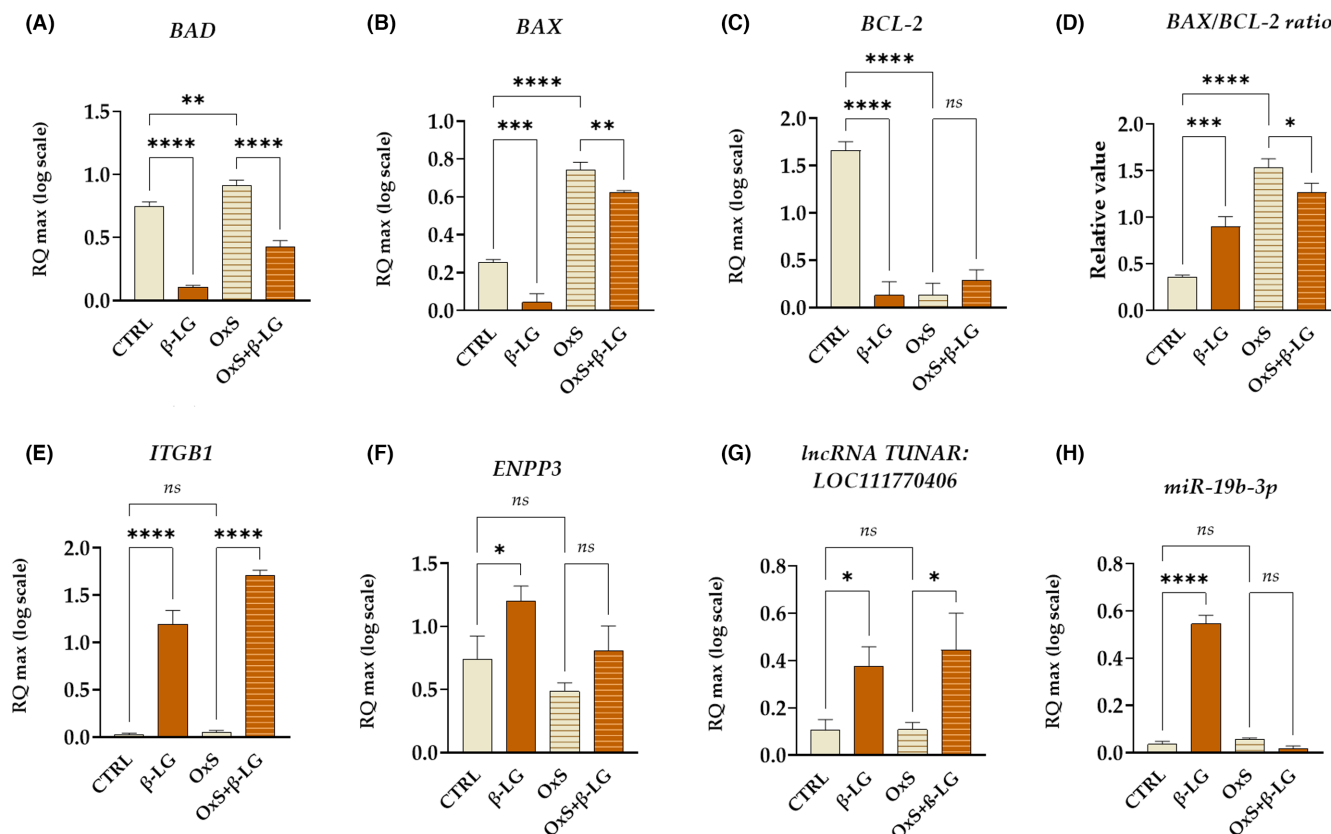 (A)
BAD
RQ max (log scale)
1.5
1.0
0.5
0.0
**
****
****
CTRL
β-LG
OxS
OxS+β-LG
(B)
BAX
RQ max (log scale)
1.0
0.8
0.6
0.4
0.2
0.0
****
***
**
CTRL
β-LG
OxS
OxS+β-LG
(C)
BCL-2
RQ max (log scale)
2.0
1.5
1.0
0.5
0.0
****
****
ns
CTRL
β-LG
OxS
OxS+β-LG
(D)
BAX/BCL-2 ratio
Relative value
2.0
1.5
1.0
0.5
0.0
****
***
*
CTRL
β-LG
OxS
OxS+β-LG
(E)
ITGB1
RQ max (log scale)
2.0
1.5
1.0
0.5
0.0
ns
****
****
CTRL
β-LG
OxS
OxS+β-LG
(F)
ENPP3
RQ max (log scale)
1.5
1.0
0.5
0.0
ns
*
ns
CTRL
β-LG
OxS
OxS+β-LG
(G)
lncRNA TUNAR:
LOC111770406
RQ max (log scale)
0.8
0.6
0.4
0.2
0.0
ns
*
*
CTRL
β-LG
OxS
OxS+ß-LG
(H)
miR-19b-3p
RQ max (log scale)
0.8
0.6
0.4
0.2
0.0
ns
****
ns
CTRL
β-LG
OxS
OxS+β-LG